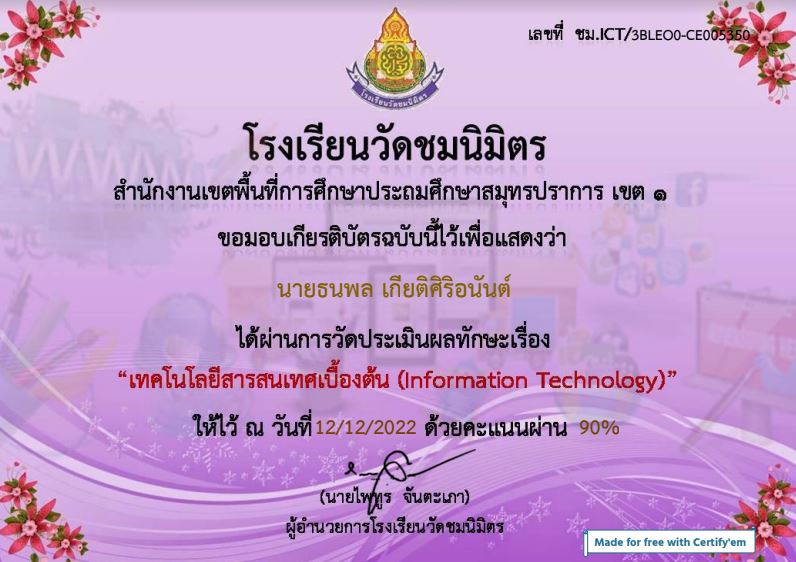 เลขที่ ชม.ICT/3BLEO0-CE005350
โรงเรียนวัดชมนิมิตร
โรงเรียนวัดชมนิมิตร
สำนักงานเขตพื้นที่การศึกษาประถมศึกษาสมุทรปราการ เขต ๑
ขอมอบเกียรติบัตรฉบับนี้ไว้เพื่อแสดงว่า
นายธนพล เกียติศิริอนันต์
ได้ผ่านการวัดประเมินผลทักษะเรื่อง
“เทคโนโลยีสารสนเทศเบื้องต้น (Information Technology)”
ให้ไว้ ณ วันที่ 12/12/2022 ด้วยคะแนนผ่าน 90%
(นายไพฑูร จันตะเภา)
ผู้อำนวยการโรงเรียนวัดชมนิมิตร
Made for free with Certify'em